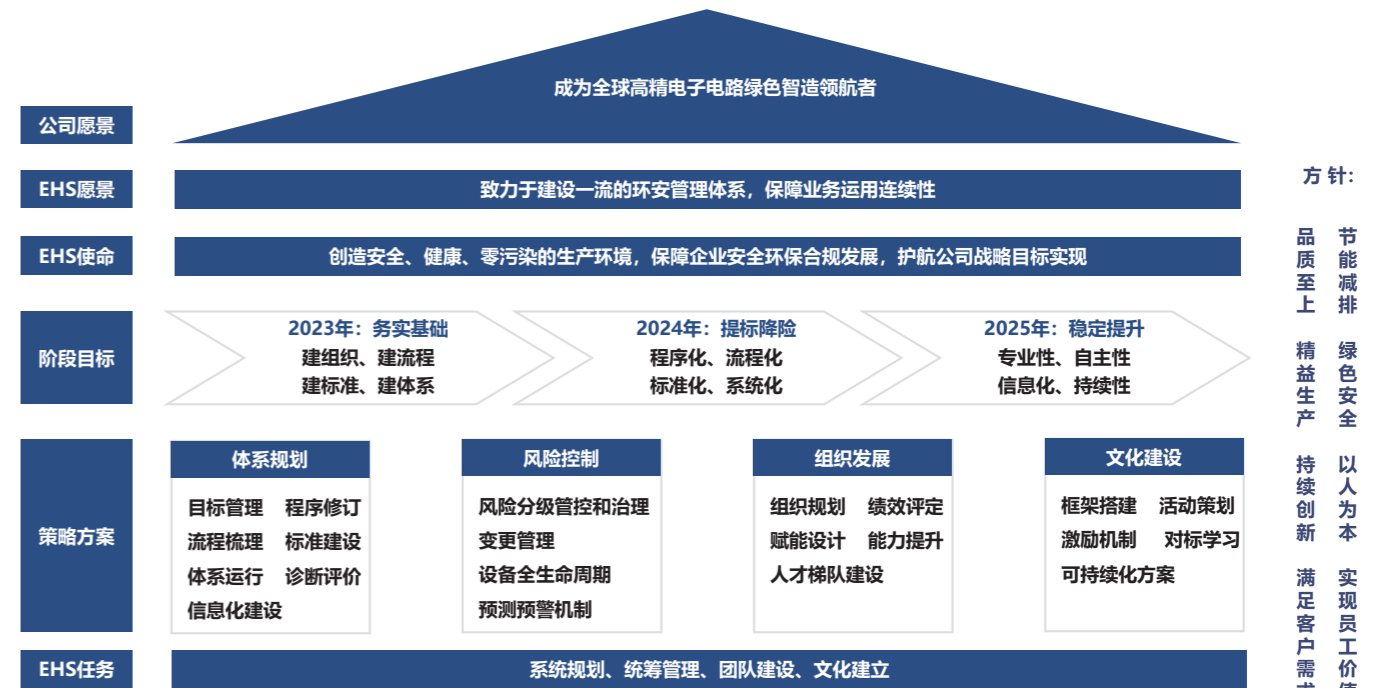 成为全球高精电子电路绿色智造领航者
公司愿景
EHS愿景
致力于建设一流的环安管理体系，保障业务运用连续性
EHS使命
创造安全、健康、零污染的生产环境，保障企业安全环保合规发展，护航公司战略目标实现
阶段目标
2023年：务实基础
建组织、建流程
建标准、建体系
2024年：提标降险
程序化、流程化
标准化、系统化
2025年：稳定提升
专业性、自主性
信息化、持续性
策略方案
体系规划
目标管理 程序修订
流程梳理 标准建设
体系运行 诊断评价
信息化建设
风险控制
风险分级管控和治理
变更管理
设备全生命周期
预测预警机制
组织发展
组织规划 绩效评定
赋能设计 能力提升
人才梯队建设
文化建设
框架搭建 活动策划
激励机制 对标学习
可持续化方案
EHS任务
系统规划、统筹管理、团队建设、文化建立
方针：
节能减排 绿色安全 以人为本 实现员工价
品质至上 精益生产 持续创新 满足客户需